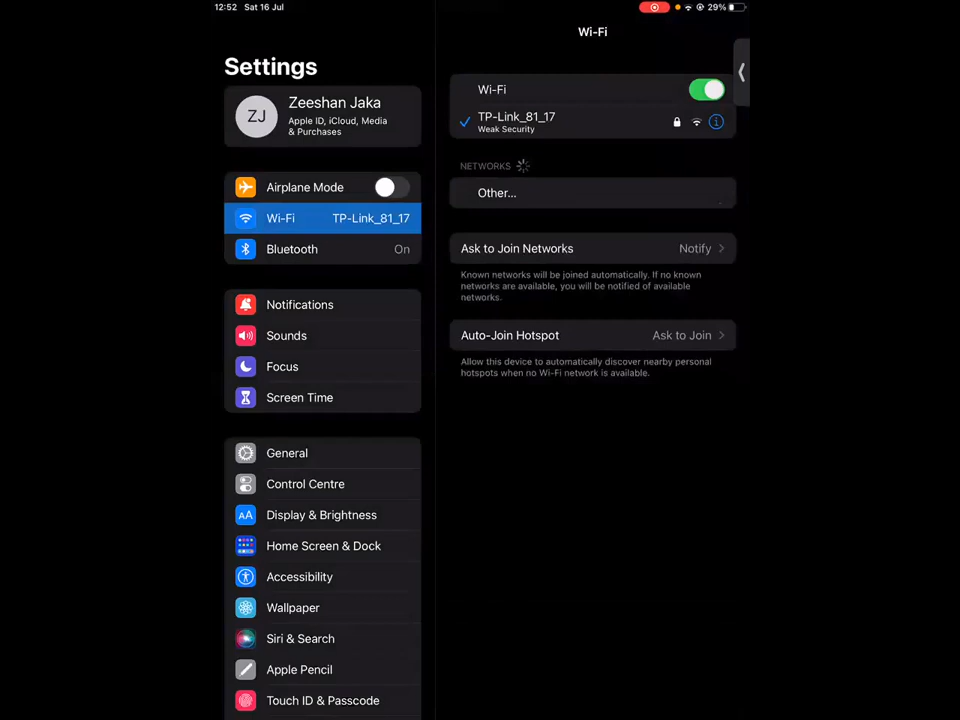 12:52 Sat 16 Jul
29%
Settings
ZJ
Zeeshan Jaka
Apple ID, iCloud, Media
& Purchases
Airplane Mode
Wi-Fi TP-Link_81_17
Bluetooth On
Notifications
Sounds
Focus
Screen Time
General
Control Centre
AA Display & Brightness
Home Screen & Dock
Accessibility
Wallpaper
Siri & Search
Apple Pencil
Touch ID & Passcode
Wi-Fi
Wi-Fi
TP-Link_81_17
Weak Security
NETWORKS
Other...
Ask to Join Networks Notify
Known networks will be joined automatically. If no known
networks are available, you will be notified of available
networks.
Auto-Join Hotspot Ask to Join
Allow this device to automatically discover nearby personal
hotspots when no Wi-Fi network is available.